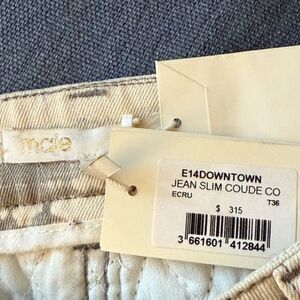 maje
E14DOWNTOWN
JEAN SLIM COUDE CO
ECRU
T36
$ 315
3 661601 412844